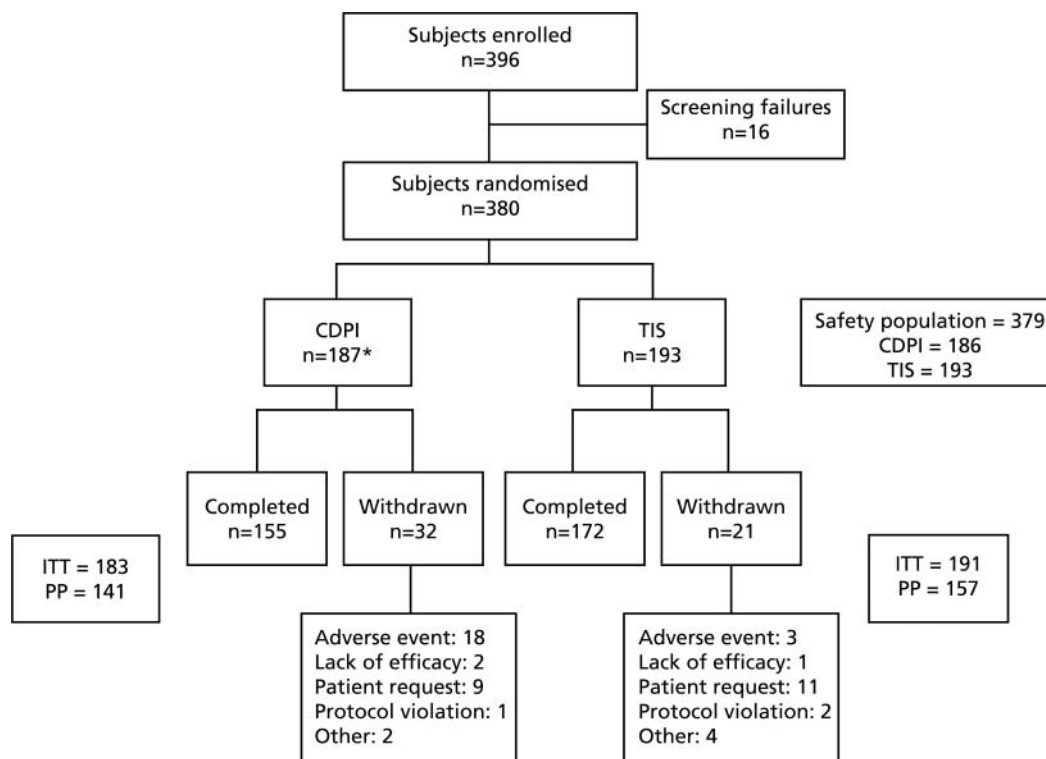 Subjects enrolled
n=396
Screening failures
n=16
Subjects randomised
n=380
CDPI
n=187*
TIS
n=193
Safety population = 379
CDPI = 186
TIS = 193
Completed
n=155
Withdrawn
n=32
Completed
n=172
Withdrawn
n=21
ITT = 183
PP = 141
ITT = 191
PP = 157
Adverse event: 18
Lack of efficacy: 2
Patient request: 9
Protocol violation: 1
Other: 2
Adverse event: 3
Lack of efficacy: 1
Patient request: 11
Protocol violation: 2
Other: 4